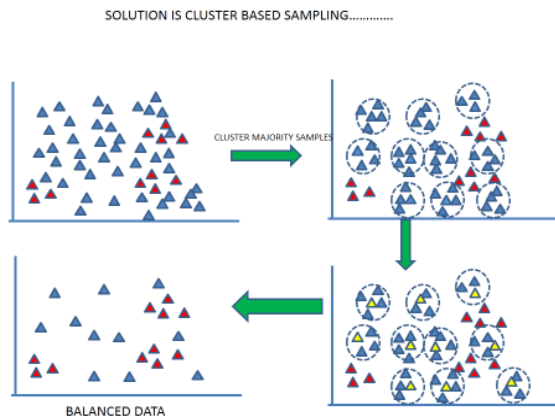 SOLUTION IS CLUSTER BASED SAMPLING.............
CLUSTER MAJORITY SAMPLES
BALANCED DATA